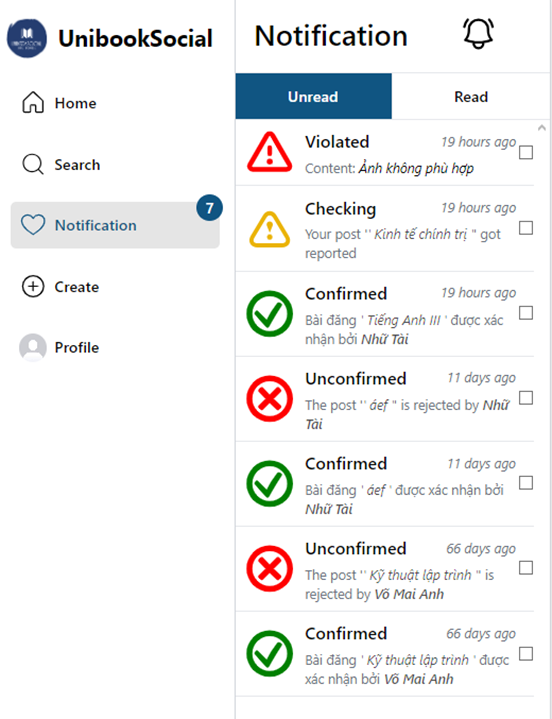 UnibookSocial
Home
Search
Notification
7
Create
Profile
Notification
Unread
Read
Violated
19 hours ago
Content: Ảnh không phù hợp
Checking
19 hours ago
Your post '' Kinh tế chính trị '' got
reported
Confirmed
19 hours ago
Bài đăng ' Tiếng Anh III ' được xác
nhận bởi Nhữ Tài
Unconfirmed
11 days ago
The post '' áef '' is rejected by Nhữ
Tài
Confirmed
11 days ago
Bài đăng ' áef ' được xác nhận bởi
Nhữ Tài
Unconfirmed
66 days ago
The post '' Kỹ thuật lập trình '' is
rejected by Võ Mai Anh
Confirmed
66 days ago
Bài đăng ' Kỹ thuật lập trình ' được
xác nhận bởi Võ Mai Anh